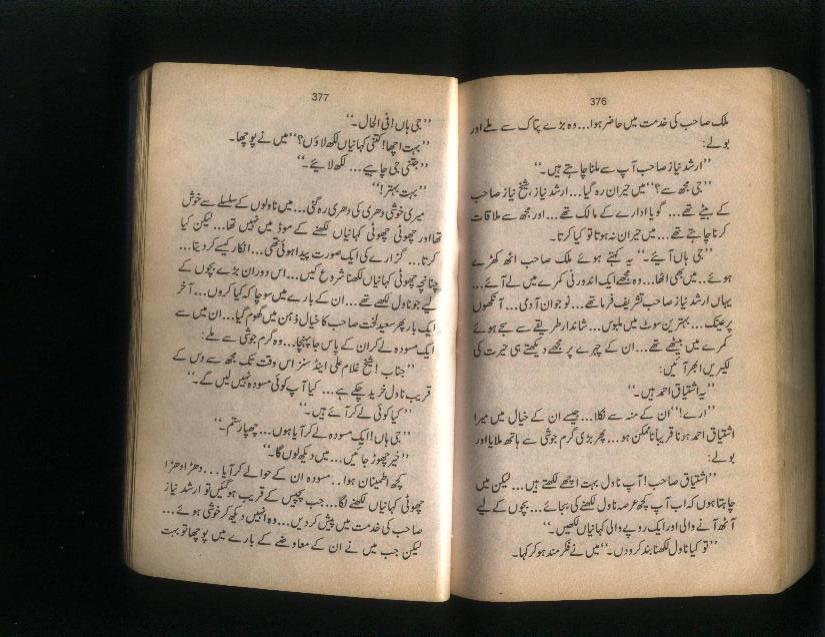 376
ملک صاحب کی خدمت میں حاضر ہوا... وہ بڑے تپاک سے ملے اور
بولے:
"ارشد نیاز صاحب آپ سے ملنا چاہتے ہیں۔"
"جی مجھ سے؟" میں حیران رہ گیا... ارشد نیاز، شیخ نیاز صاحب
کے بیٹے تھے... گویا ادارے کے مالک تھے... اور مجھ سے ملاقات
کرنا چاہتے تھے... میں حیران نہ ہوتا تو کیا کرتا۔
"جی ہاں آیئے۔" یہ کہتے ہوئے ملک صاحب اٹھ کھڑے
ہوئے.. میں بھی اٹھا... وہ مجھے ایک اندرونی کمرے میں لے آئے...
یہاں ارشد نیاز صاحب تشریف فرما تھے... نوجوان آدمی... آنکھوں
پر عینک... بہترین سوٹ میں ملبوس... شاندار طریقے سے سجے ہوئے
کمرے میں بیٹھے تھے... ان کے چہرے پر مجھے دیکھتے ہی حیرت کی
لکیریں ابھر آئیں:
"یہ اشتیاق احمد ہیں۔"
"ارے!" ان کے منہ سے نکلا... جیسے ان کے خیال میں میرا
اشتیاق احمد ہونا قریباً ناممکن ہو... پھر بڑی گرم جوشی سے ہاتھ ملایا اور
بولے:
"اشتیاق صاحب! آپ ناول بہت اچھے لکھتے ہیں... لیکن میں
چاہتا ہوں کہ اب آپ کچھ عرصہ ناول لکھنے کی بجائے... بچوں کے لیے
آٹھ آنے والی اور ایک روپے والی کہانیاں لکھیں۔"
"تو کیا ناول لکھنا بند کر دوں۔" میں نے فکر مند ہو کر کہا۔
377
"جی ہاں! فی الحال۔"
"بہت اچھا! کتنی کہانیاں لکھ لاؤں؟" میں نے پوچھا۔
"جتنی جی چاہے... لکھ لایئے۔"
"بہت بہتر!"
میری خوشی دھری کی دھری رہ گئی... میں ناولوں کے سلسلے سے خوش
تھا اور چھوٹی چھوٹی کہانیاں لکھنے کے موڈ میں نہیں تھا... لیکن کیا
کرتا... گزارے کی ایک صورت پیدا ہوئی تھی... انکار کیسے کر دیتا...
چنانچہ چھوٹی کہانیاں لکھنا شروع کیں... اس دوران بڑے بچوں کے
لیے جو ناول لکھے تھے... ان کے بارے میں سوچا کہ کیا کروں... آخر
ایک بار پھر سعید لخت صاحب کا خیال ذہن میں گھوم گیا... ان میں سے
ایک مسودہ لے کر ان کے پاس جا پہنچا... وہ گرم جوشی سے ملے:
"جناب! شیخ غلام علی اینڈ سنز اس وقت تک مجھ سے دس کے
قریب ناول خرید چکے ہے... کیا آپ کوئی مسودہ نہیں لیں گے۔"
"کیا کوئی لے کر آئے ہیں۔"
"جی ہاں! ایک مسودہ لے کر آیا ہوں... چھپا رستم۔"
"خیر چھوڑ جائیں... میں دیکھ لوں گا۔"
کچھ اطمینان ہوا.. مسودہ ان کے حوالے کر آیا... دھڑا دھڑ
چھوٹی کہانیاں لکھنے لگا... جب پچیس کے قریب ہو گئیں تو ارشد نیاز
صاحب کی خدمت میں پیش کر دیں... وہ انہیں دیکھ کر خوشی ہوئے...
لیکن جب میں نے ان کے معاوضے کے بارے میں پوچھا تو بہت